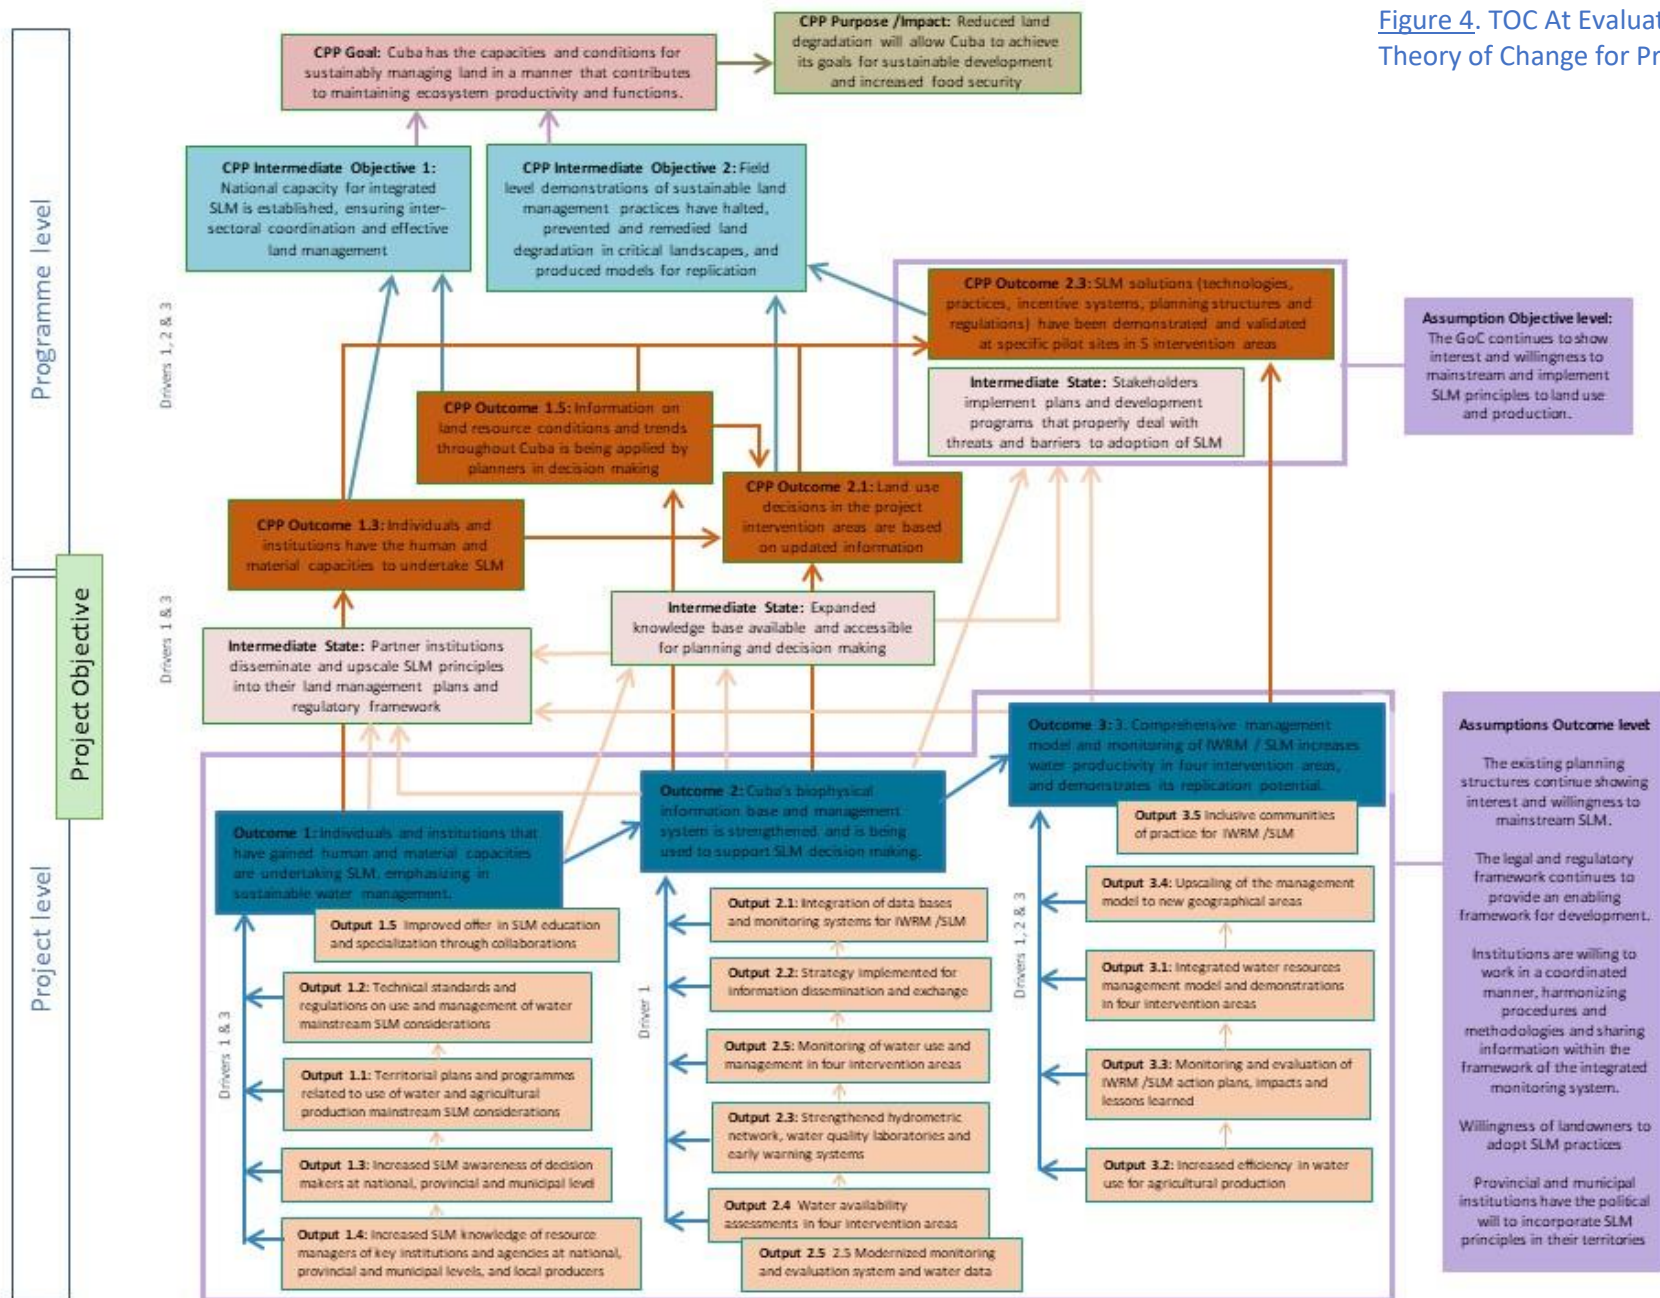 Figure 4. TOC At Evaluat
Theory of Change for Pr
Programme level
Project Objective
Project level
CPP Purpose /Impact: Reduced land
degradation will allow Cuba to achieve
its goals for sustainable development
and increased food security
CPP Goal: Cuba has the capacities and conditions for
sustainably managing land in a manner that contributes
to maintaining ecosystem productivity and functions.
CPP Intermediate Objective 1:
National capacity for integrated
SLM is established, ensuring inter-
sectoral coordination and effective
land management
CPP Intermediate Objective 2: Field
level demonstrations of sustainable land
management practices have halted,
prevented and remedied land
degradation in critical landscapes, and
produced models for replication
Drivers 1, 2 & 3
CPP Outcome 2.3: SLM solutions (technologies,
practices, incentive systems, planning structures and
regulations) have been demonstrated and validated
at specific pilot sites in 5 intervention areas
Intermediate State: Stakeholders
implement plans and development
programs that properly deal with
threats and barriers to adoption of SLM
Assumption Objective level:
The GoC continues to show
interest and willingness to
mainstream and implement
SLM principles to land use
and production.
CPP Outcome 1.5: Information on
land resource conditions and trends
throughout Cuba is being applied by
planners in decision making
CPP Outcome 2.1: Land use
decisions in the project
intervention areas are based
on updated information
CPP Outcome 1.3: Individuals and
institutions have the human and
material capacities to undertake SLM
Drivers 1 & 3
Intermediate State: Expanded
knowledge base available and accessible
for planning and decision making
Intermediate State: Partner institutions
disseminate and upscale SLM principles
into their land management plans and
regulatory framework
Outcome 1: Individuals and institutions that
have gained human and material capacities
are undertaking SLM, emphasizing in
sustainable water management.
Output 1.5 Improved offer in SLM education
and specialization through collaborations
Output 1.2: Technical standards and
regulations on use and management of water
mainstream SLM considerations
Output 1.1: Territorial plans and programmes
related to use of water and agricultural
production mainstream SLM considerations
Output 1.3: Increased SLM awareness of decision
makers at national, provincial and municipal level
Output 1.4: Increased SLM knowledge of resource
managers of key institutions and agencies at national,
provincial and municipal levels, and local producers
Drivers 1 & 3
Outcome 2: Cuba's biophysical
information base and management
system is strengthened and is being
used to support SLM decision making.
Output 2.1: Integration of data bases
and monitoring systems for IWRM /SLM
Output 2.2: Strategy implemented for
information dissemination and exchange
Output 2.5: Monitoring of water use and
management in four intervention areas
Output 2.3: Strengthened hydrometric
network, water quality laboratories and
early warning systems
Output 2.4 Water availability
assessments in four intervention areas
Output 2.5 2.5 Modernized monitoring
and evaluation system and water data
Driver 1
Outcome 3: 3. Comprehensive management
model and monitoring of IWRM / SLM increases
water productivity in four intervention areas,
and demonstrates its replication potential.
Output 3.5 Inclusive communities
of practice for IWRM /SLM
Output 3.4: Upscaling of the management
model to new geographical areas
Output 3.1: Integrated water resources
management model and demonstrations
in four intervention areas
Output 3.3: Monitoring and evaluation of
IWRM /SLM action plans, impacts and
lessons learned
Output 3.2: Increased efficiency in water
use for agricultural production
Drivers 1, 2 & 3
Assumptions Outcome level:
The existing planning
structures continue showing
interest and willingness to
mainstream SLM.
The legal and regulatory
framework continues to
provide an enabling
framework for development.
Institutions are willing to
work in a coordinated
manner, harmonizing
procedures and
methodologies and sharing
information within the
framework of the integrated
monitoring system.
Willingness of landowners to
adopt SLM practices
Provincial and municipal
institutions have the political
will to incorporate SLM
principles in their territories